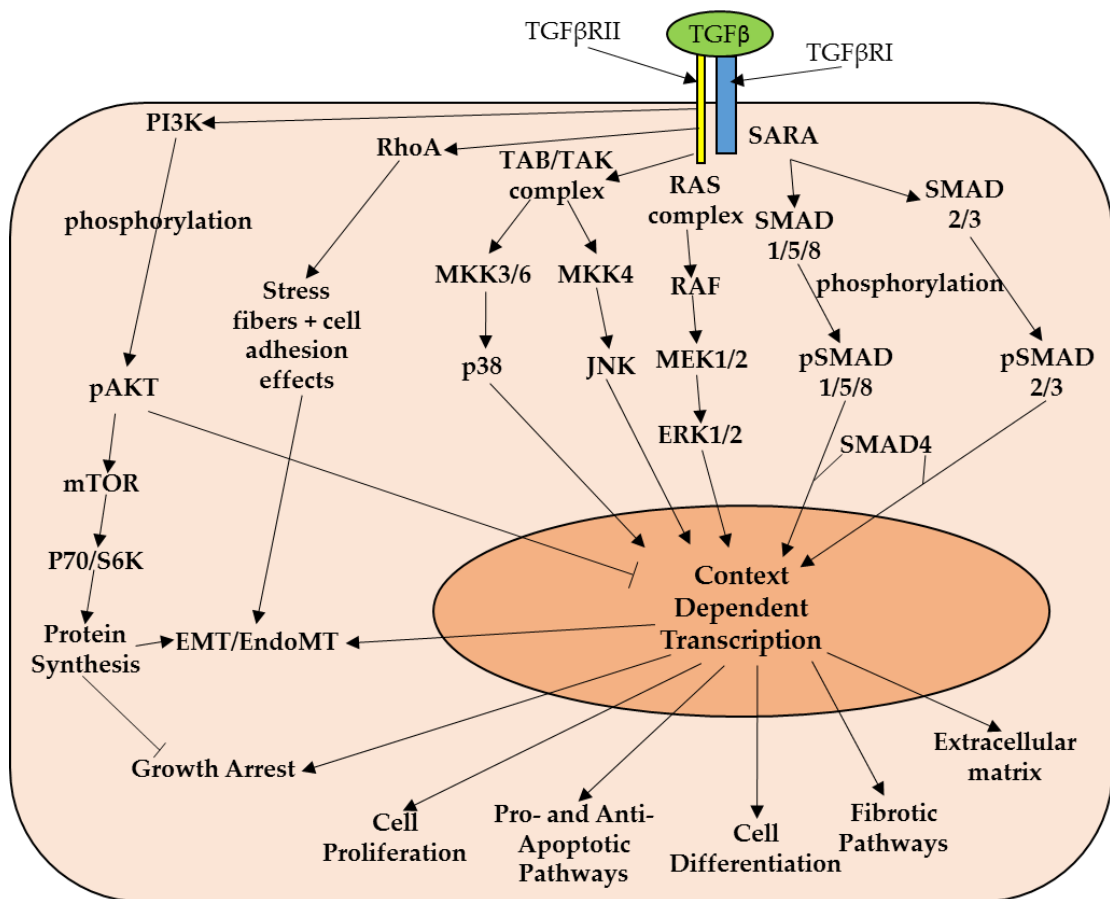 TGFβRII
TGFβ
TGFβRI
PI3K
RhoA
TAB/TAK
complex
RAS
complex
SARA
SMAD
1/5/8
SMAD
2/3
phosphorylation
MKK3/6
MKK4
RAF
phosphorylation
Stress
fibers + cell
adhesion
effects
p38
JNK
MEK1/2
pSMAD
1/5/8
pSMAD
2/3
pAKT
ERK1/2
SMAD4
mTOR
P70/S6K
Context
Dependent
Transcription
Protein
Synthesis
EMT/EndoMT
Growth Arrest
Extracellular
matrix
Cell
Proliferation
Pro- and Anti-
Apoptotic
Pathways
Cell
Differentiation
Fibrotic
Pathways